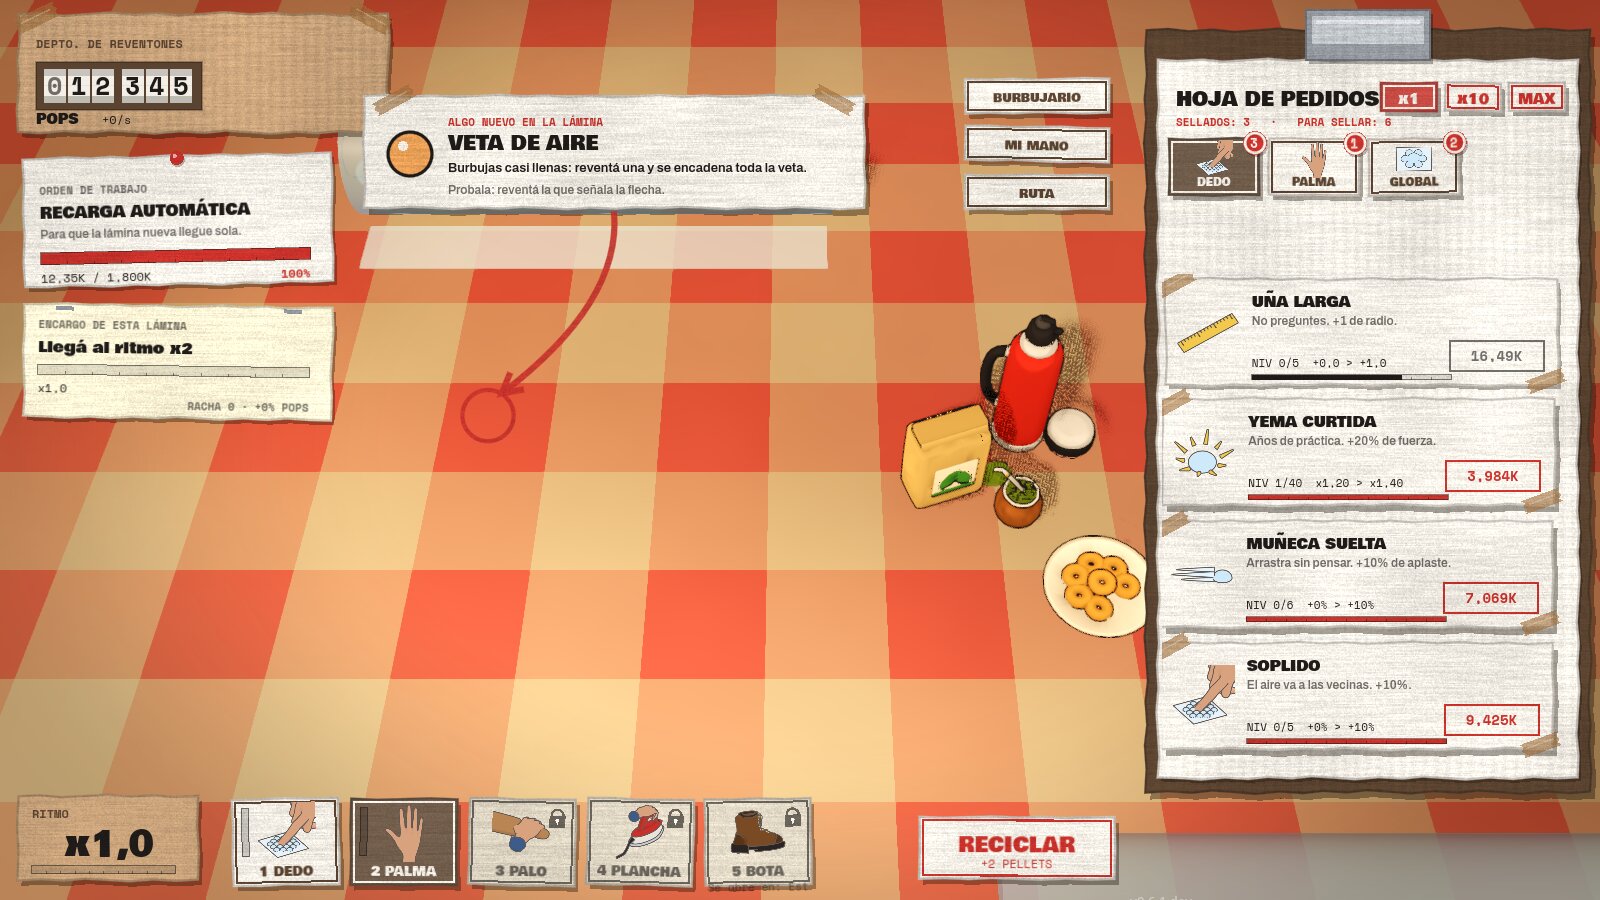 DEPTO. DE REVENTONES
012345
POPS +0/s
ORDEN DE TRABAJO
RECARGA AUTOMÁTICA
Para que la lámina nueva llegue sola.
12,35K / 1,800K 100%
ENCARGO DE ESTA LÁMINA
Llegá al ritmo x2
x1,0
RACHA 0 · +0% POPS
ALGO NUEVO EN LA LÁMINA
VETA DE AIRE
Burbujas casi llenas: reventá una y se encadena toda la veta.
Probala: reventá la que señala la flecha.
BURBUJARIO
MI MANO
RUTA
HOJA DE PEDIDOS x1 x10 MAX
SELLADOS: 3 · PARA SELLAR: 6
3 1 2
DEDO PALMA GLOBAL
UÑA LARGA
No preguntes. +1 de radio.
NIV 0/5 +0,0 > +1,0
16,49K
YEMA CURTIDA
Años de práctica. +20% de fuerza.
NIV 1/40 x1,20 > x1,40
3,984K
MUÑECA SUELTA
Arrastra sin pensar. +10% de aplaste.
NIV 0/6 +0% > +10%
7,069K
SOPLIDO
El aire va a las vecinas. +10%.
NIV 0/5 +0% > +10%
9,425K
RITMO
x1,0
1 DEDO
2 PALMA
3 PALO
4 PLANCHA
5 BOTA
Se abre en: Est.
RECICLAR
+2 PELLETS